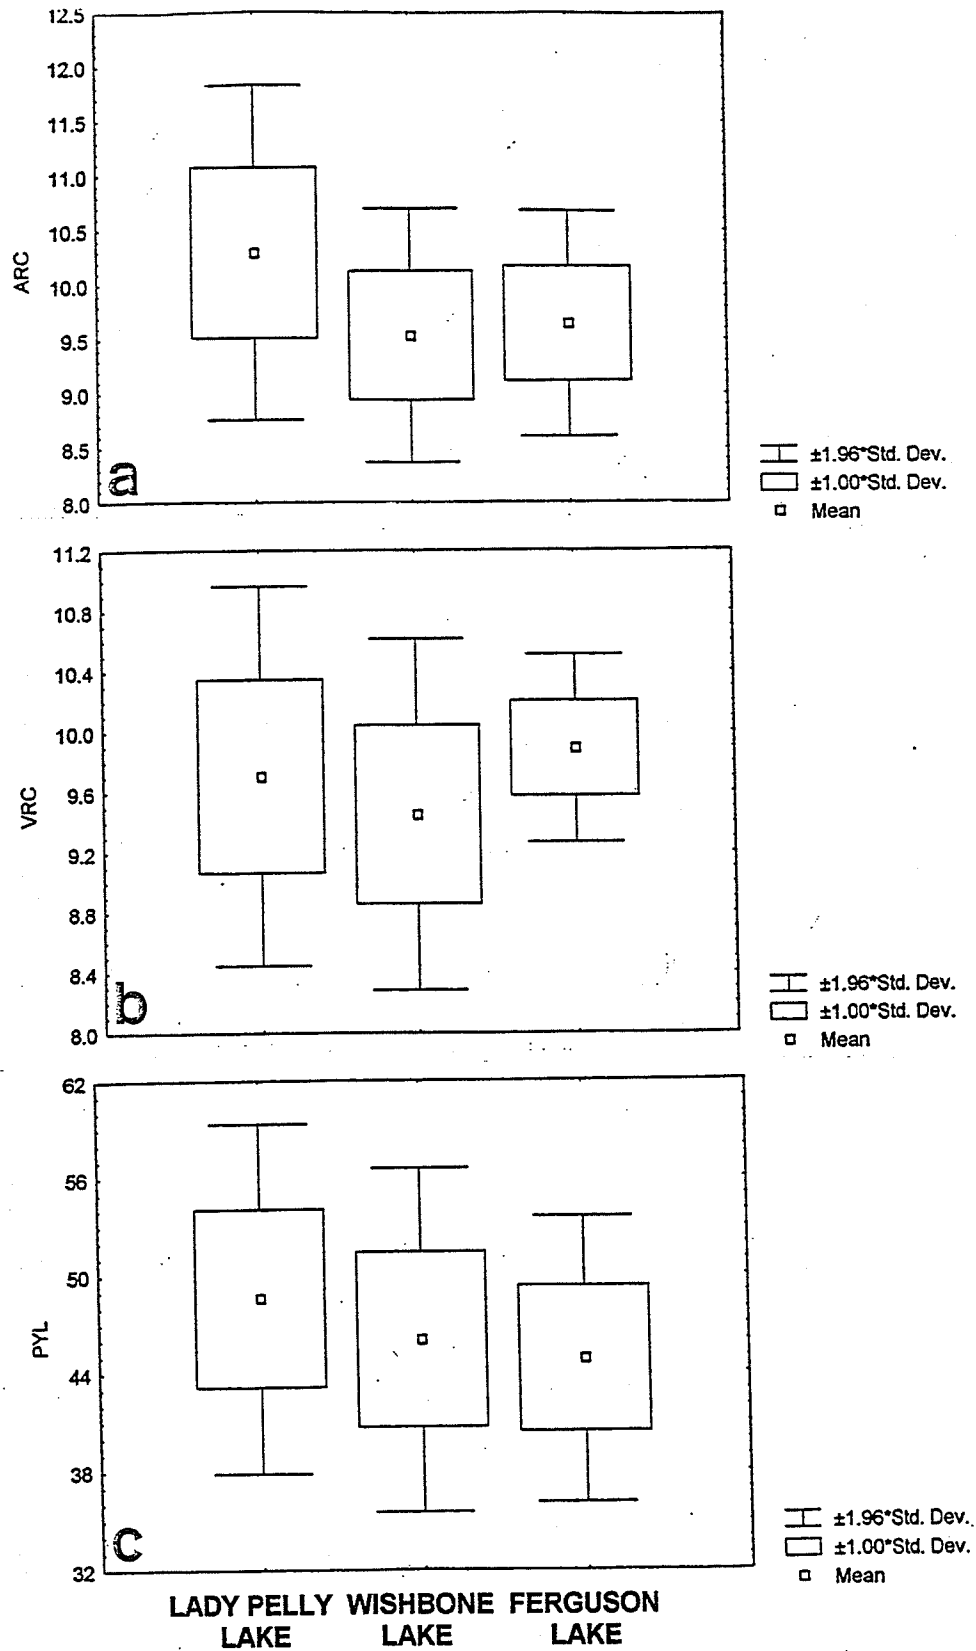 12.5
12.0
11.5
11.0
10.5
10.0
9.5
9.0
8.5
8.0
ARC
a
±1.96*Std. Dev.
±1.00*Std. Dev.
Mean
11.2
10.8
10.4
10.0
9.6
9.2
8.8
8.4
8.0
VRC
b
±1.96*Std. Dev.
±1.00*Std. Dev.
Mean
62
56
50
44
38
32
PYL
c
±1.96*Std. Dev.
±1.00*Std. Dev.
Mean
LADY PELLY WISHBONE FERGUSON
LAKE LAKE LAKE